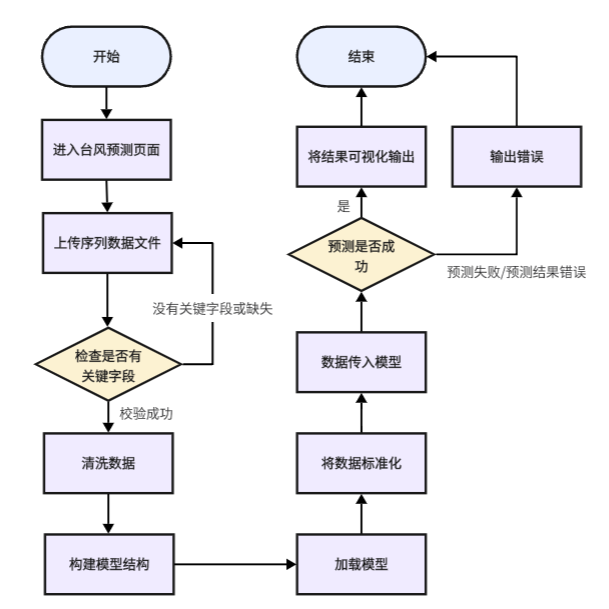 开始
进入台风预测页面
上传序列数据文件
没有关键字段或缺失
检查是否有
关键字段
校验成功
清洗数据
构建模型结构
加载模型
将数据标准化
数据传入模型
预测是否成
功
是
预测失败/预测结果错误
将结果可视化输出
输出错误
结束